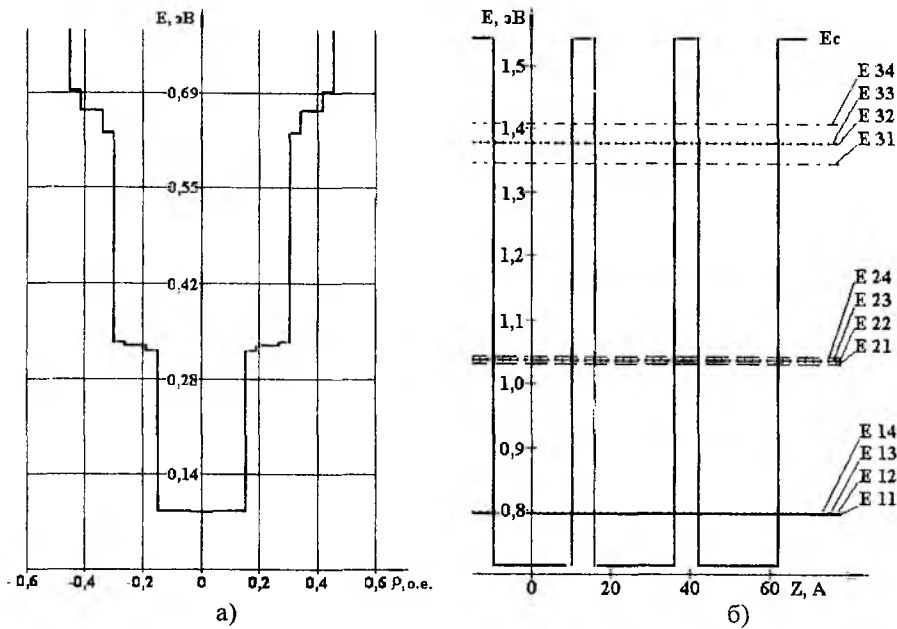 E, эВ
0,69
0,55
0,42
0,28
0,14
- 0,6
-0,4
-0,2
0
0,2
0,4
0,6
ρ, о.е.
а)
E, эВ
1,5
1,4
1,3
1,2
1,1
1,0
0,9
0,8
Ec
E 34
E 33
E 32
E 31
E 24
E 23
E 22
E 21
E 14
E 13
E 12
E 11
0
20
40
60
Z, A
б)